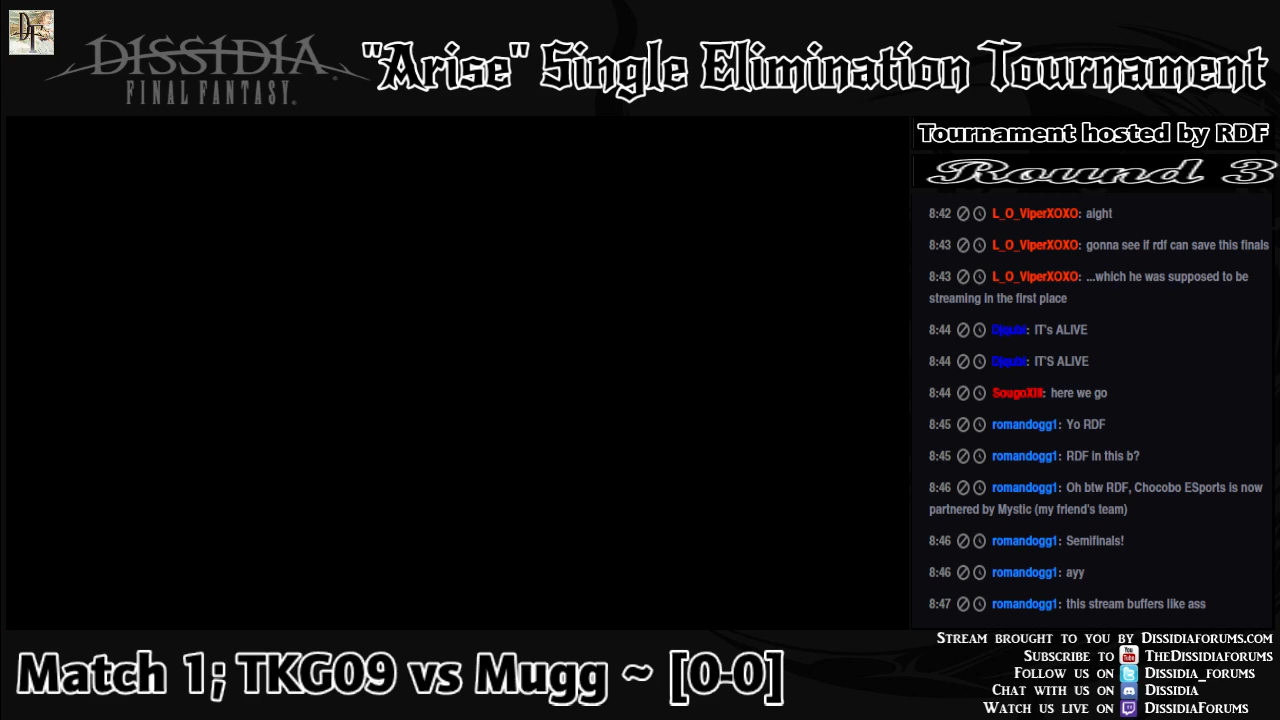 DF
DISSIDIA
FINAL FANTASY
"Arise" Single Elimination Tournament
Tournament hosted by RDF
Round 3
8:42 L_O_ViperXOXO: aight
8:43 L_O_ViperXOXO: gonna see if rdf can save this finals
8:43 L_O_ViperXOXO: ...which he was supposed to be
streaming in the first place
8:44 : IT's ALIVE
8:44 : IT'S ALIVE
8:44 SougoXIII: here we go
8:45 romandogg1: Yo RDF
8:45 romandogg1: RDF in this b?
8:46 romandogg1: Oh btw RDF, Chocobo ESports is now
partnered by Mystic (my friend's team)
8:46 romandogg1: Semifinals!
8:46 romandogg1: ayy
8:47 romandogg1: this stream buffers like ass
Match 1; TKG09 vs Mugg ~ [0-0]
Stream brought to you by Dissidiaforums.com
Subscribe to You Tube TheDissidiaforums
Follow us on Dissidia_forums
Chat with us on Dissidia
Watch us live on DissidiaForums